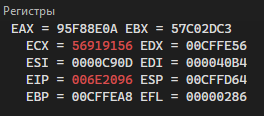 Регистры
EAX = 95F88E0A EBX = 57C02DC3
ECX = 56919156 EDX = 00CFFE56
ESI = 0000C90D EDI = 000040B4
EIP = 006E2096 ESP = 00CFFD64
EBP = 00CFFEA8 EFL = 00000286